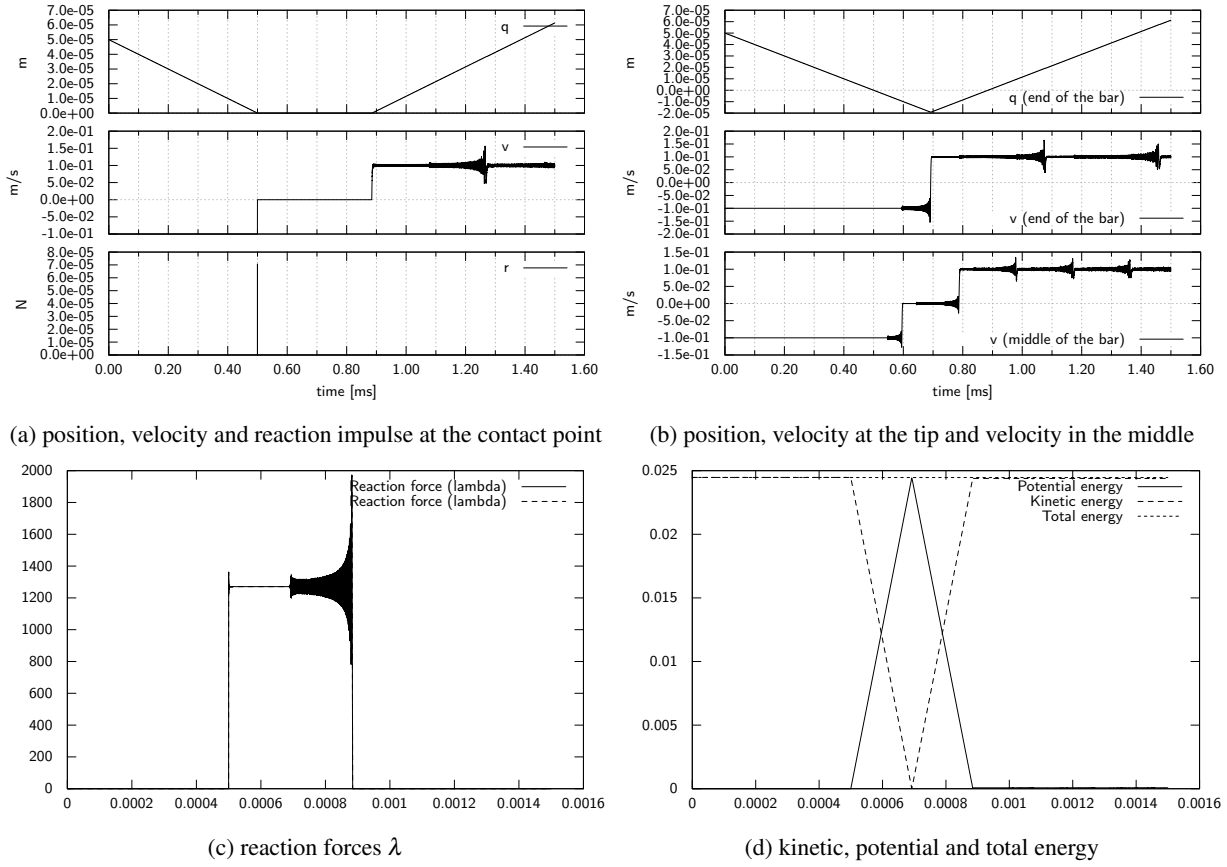 7.0e-05
6.0e-05
5.0e-05
4.0e-05
3.0e-05
2.0e-05
1.0e-05
0.0e+00
m
q
2.0e-01
1.5e-01
1.0e-01
5.0e-02
0.0e+00
-5.0e-02
-1.0e-01
m/s
v
8.0e-05
7.0e-05
6.0e-05
5.0e-05
4.0e-05
3.0e-05
2.0e-05
1.0e-05
0.0e+00
N
r
0.00 0.20 0.40 0.60 0.80 1.00 1.20 1.40 1.60
time [ms]
7.0e-05
6.0e-05
5.0e-05
4.0e-05
3.0e-05
2.0e-05
1.0e-05
0.0e+00
-1.0e-05
-2.0e-05
m
q (end of the bar)
2.0e-01
1.5e-01
1.0e-01
5.0e-02
0.0e+00
-5.0e-02
-1.0e-01
-1.5e-01
-2.0e-01
m/s
v (end of the bar)
1.5e-01
1.0e-01
5.0e-02
0.0e+00
-5.0e-02
-1.0e-01
-1.5e-01
m/s
v (middle of the bar)
0.00 0.20 0.40 0.60 0.80 1.00 1.20 1.40 1.60
time [ms]
(a) position, velocity and reaction impulse at the contact point
(b) position, velocity at the tip and velocity in the middle
2000
1800
1600
1400
1200
1000
800
600
400
200
0
Reaction force (lambda)
Reaction force (lambda)
0 0.0002 0.0004 0.0006 0.0008 0.001 0.0012 0.0014 0.0016
0.025
0.02
0.015
0.01
0.005
0
Potential energy
Kinetic energy
Total energy
0 0.0002 0.0004 0.0006 0.0008 0.001 0.0012 0.0014 0.0016
(c) reaction forces λ
(d) kinetic, potential and total energy